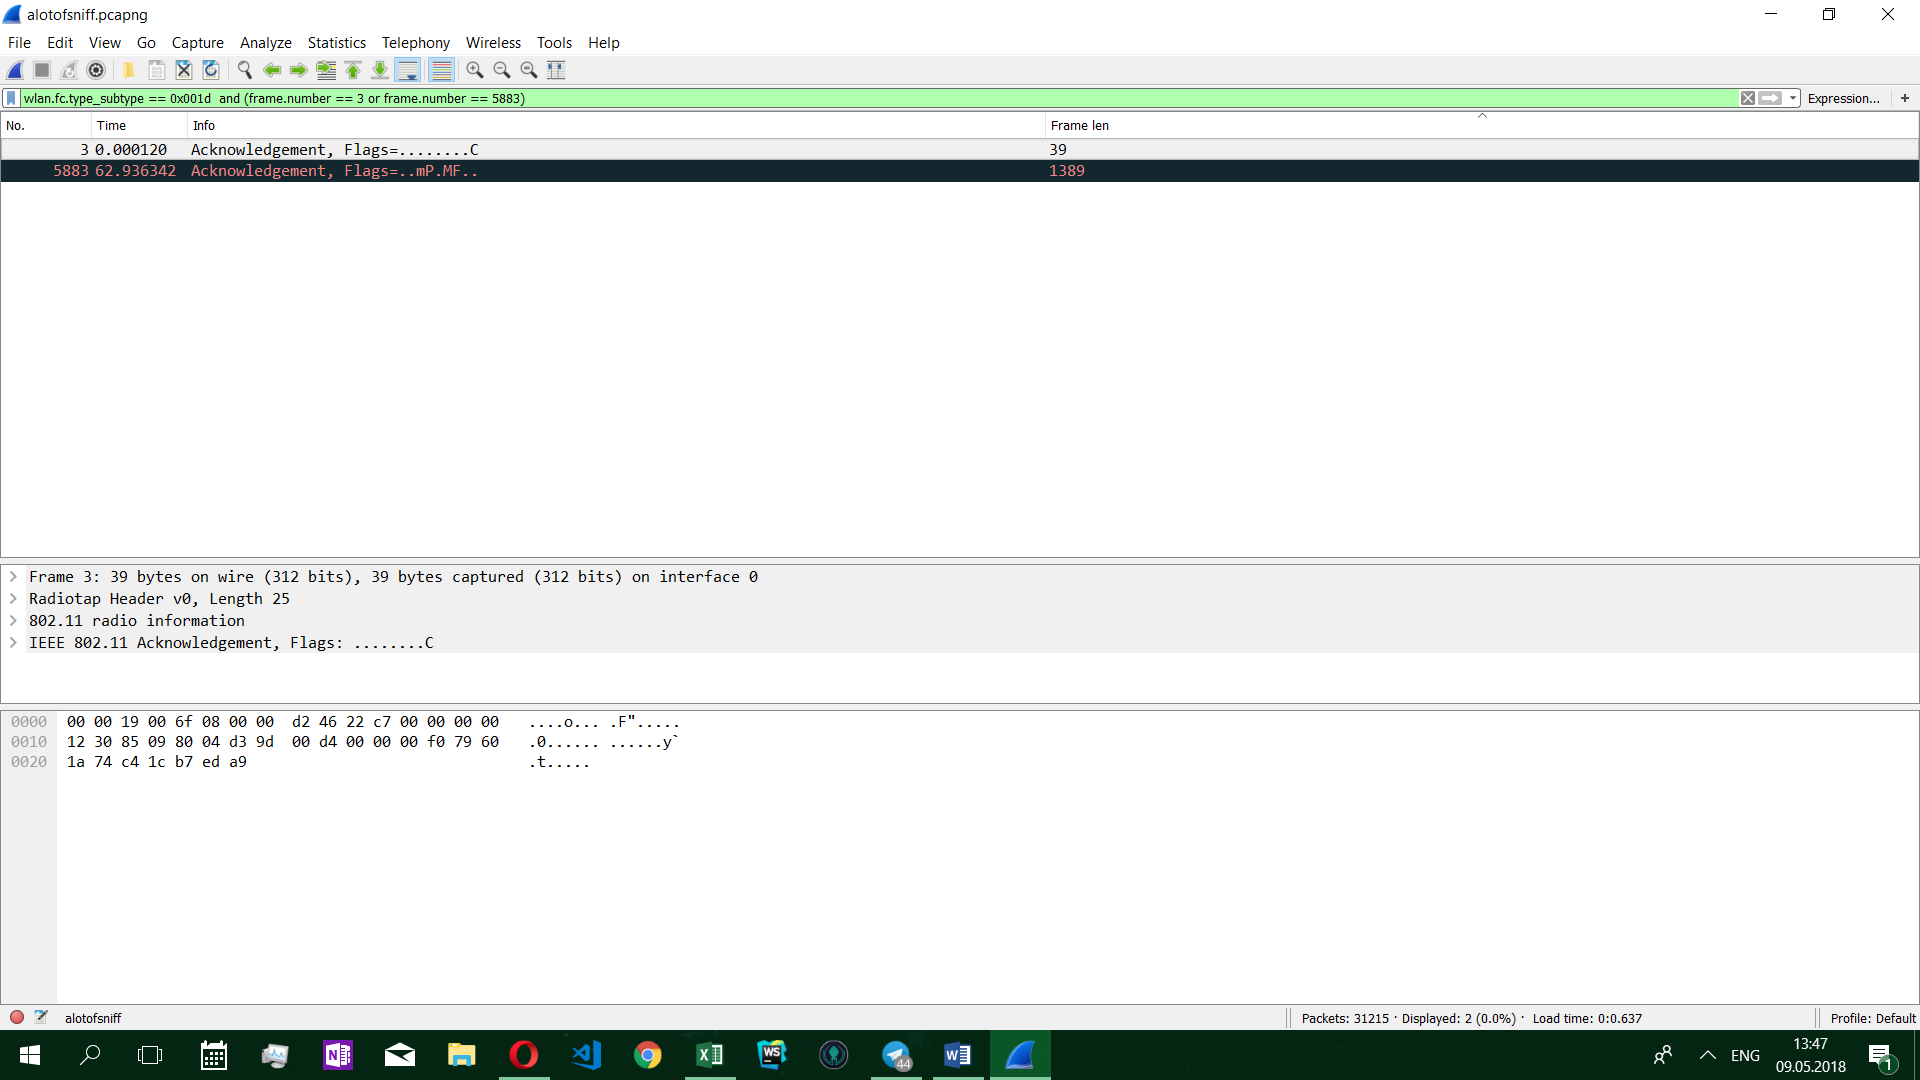 alotofsniff.pcapng
File Edit View Go Capture Analyze Statistics Telephony Wireless Tools Help
wlan.fc.type_subtype == 0x001d  and (frame.number == 3 or frame.number == 5883)
Expression... +
No. Time Info Frame len
3 0.000120 Acknowledgement, Flags=........C 39
5883 62.936342 Acknowledgement, Flags=..mP.MF.. 1389
Frame 3: 39 bytes on wire (312 bits), 39 bytes captured (312 bits) on interface 0
Radiotap Header v0, Length 25
802.11 radio information
IEEE 802.11 Acknowledgement, Flags: ........C
0000 00 00 19 00 6f 08 00 00  d2 46 22 c7 00 00 00 00 ....o... .F".....
0010 12 30 85 09 80 04 d3 9d  00 d4 00 00 00 f0 79 60 .0...... ......y`
0020 1a 74 c4 1c b7 ed a9 .t.....
alotofsniff
Packets: 31215 · Displayed: 2 (0.0%) · Load time: 0:0.637
Profile: Default
N
X
WS
44
W
ENG
13:47
09.05.2018
1